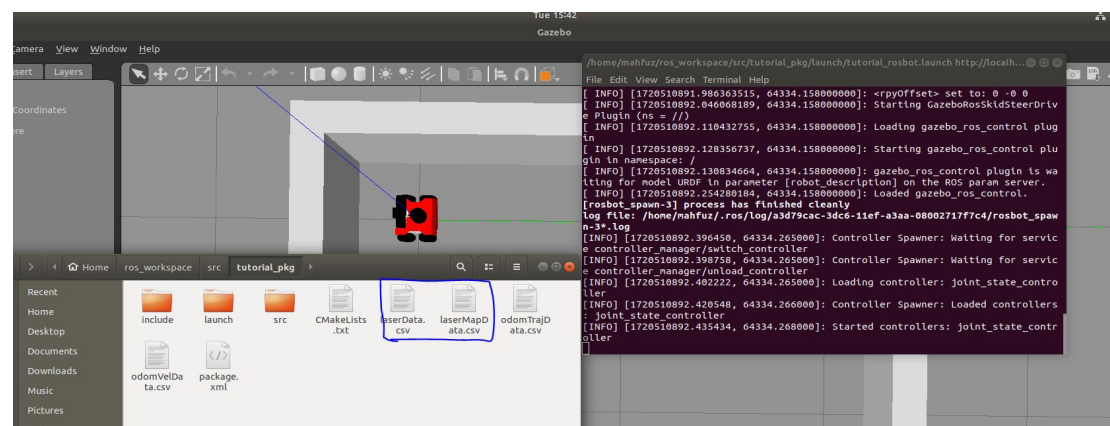 Tue 15:42
Gazebo
Camera View Window Help
Insert Layers
Coordinates
/home/mahfuz/ros_workspace/src/tutorial_pkg/launch/tutorial_rosbot.launch http://localh...
File Edit View Search Terminal Help
[ INFO] [1720510891.986363515, 64334.158000000]: <rpyOffset> set to: 0 -0 0
[ INFO] [1720510892.046068189, 64334.158000000]: Starting GazeboRosSkidSteerDriv
e Plugin (ns = //)
[ INFO] [1720510892.110432755, 64334.158000000]: Loading gazebo_ros_control plug
in
[ INFO] [1720510892.128356737, 64334.158000000]: Starting gazebo_ros_control plu
gin in namespace: /
[ INFO] [1720510892.130834664, 64334.158000000]: gazebo_ros_control plugin is wa
iting for model URDF in parameter [robot_description] on the ROS param server.
[ INFO] [1720510892.254280184, 64334.158000000]: Loaded gazebo_ros_control.
[rosbot_spawn-3] process has finished cleanly
log file: /home/mahfuz/.ros/log/a3d79cac-3dc6-11ef-a3aa-08002717f7c4/rosbot_spaw
n-3*.log
[INFO] [1720510892.396450, 64334.265000]: Controller Spawner: Waiting for servic
e controller_manager/switch_controller
[INFO] [1720510892.398758, 64334.265000]: Controller Spawner: Waiting for servic
e controller_manager/unload_controller
[INFO] [1720510892.402222, 64334.265000]: Loading controller: joint_state_contro
ller
[INFO] [1720510892.420548, 64334.266000]: Controller Spawner: Loaded controllers
: joint_state_controller
[INFO] [1720510892.435434, 64334.268000]: Started controllers: joint_state_contr
oller
Home ros_workspace src tutorial_pkg
Recent
Home
Desktop
Documents
Downloads
Music
Pictures
include
launch
src
CMakeLists
.txt
laserData.
csv
laserMapD
ata.csv
odomTrajD
ata.csv
odomVelDa
ta.csv
package.
xml